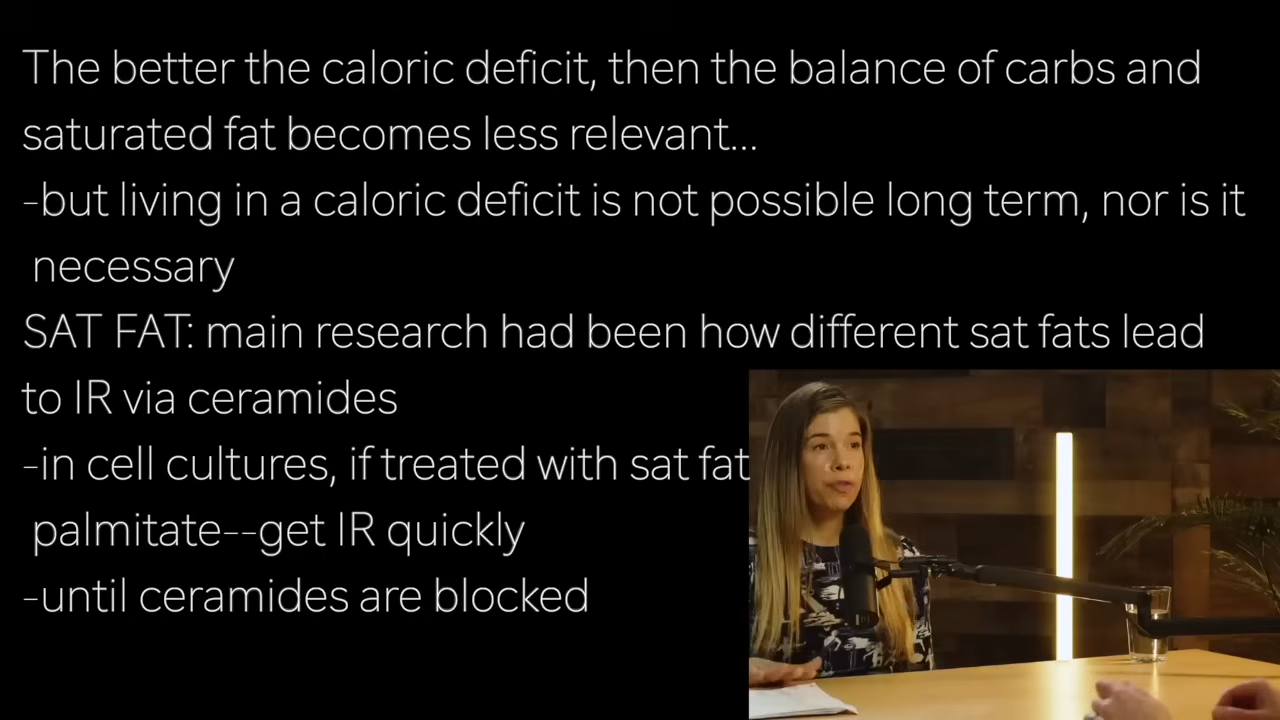 The better the caloric deficit, then the balance of carbs and
saturated fat becomes less relevant...
-but living in a caloric deficit is not possible long term, nor is it
necessary
SAT FAT: main research had been how different sat fats lead
to IR via ceramides
-in cell cultures, if treated with sat fat
palmitate--get IR quickly
-until ceramides are blocked